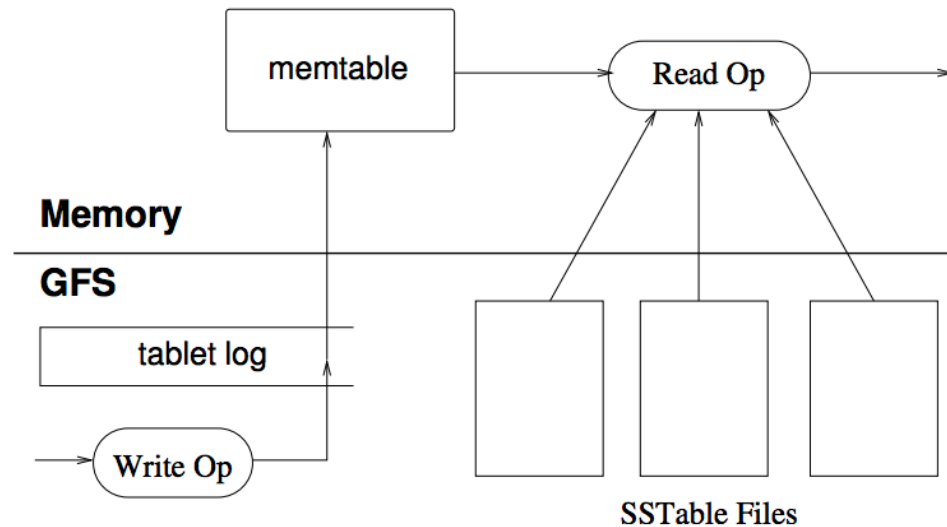 memtable
Read Op
Memory
GFS
tablet log
Write Op
SSTable Files